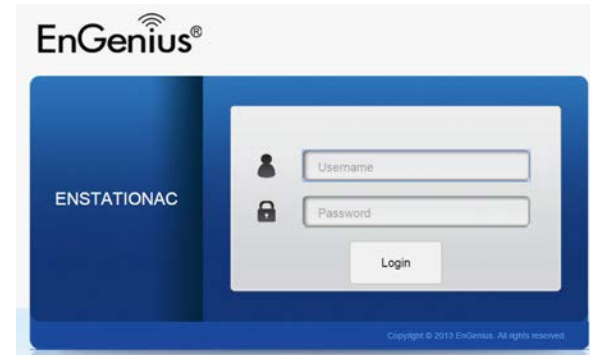 EnGenius®
ENSTATIONAC
Username
Password
Login
Copyright © 2013 EnGenius. All rights reserved.